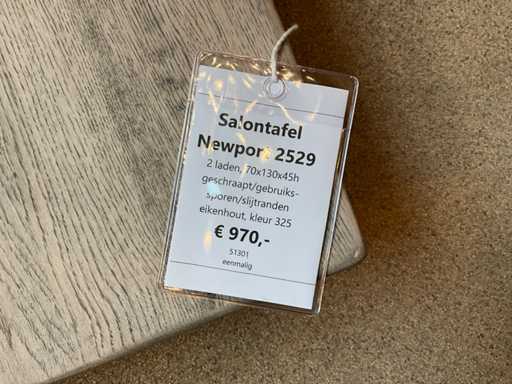 Salontafel
Newport 2529
2 laden, 70x130x45h
geschraapt/gebruiks-
sporen/slijtranden
eikenhout, kleur 325
€ 970,-
51301
eenmalig